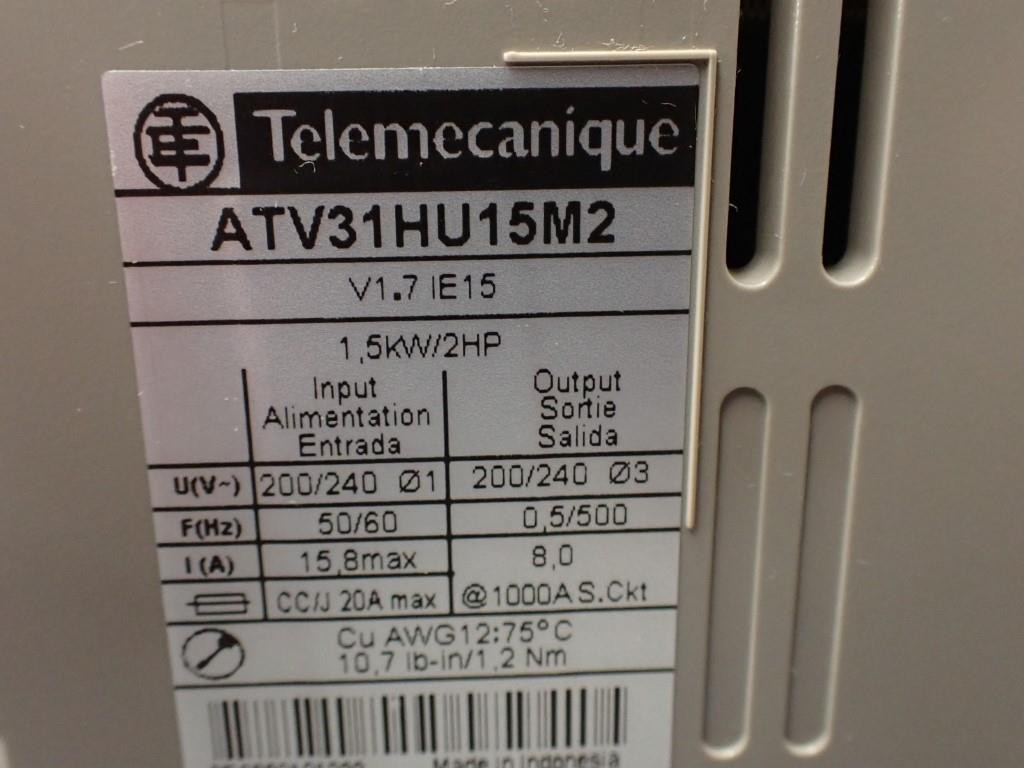 Telemecanique
ATV31HU15M2
V1.7 IE15
1,5kW/2HP
Input Output
Alimentation Sortie
Entrada Salida
U(V~) 200/240 Ø1 200/240 Ø3
F(Hz) 50/60 0,5/500
I(A) 15,8max 8,0
CC/J 20A max @1000A S.Ckt
Cu AWG12:75°C
10,7 lb-in/1,2 Nm
Made in Indonesia